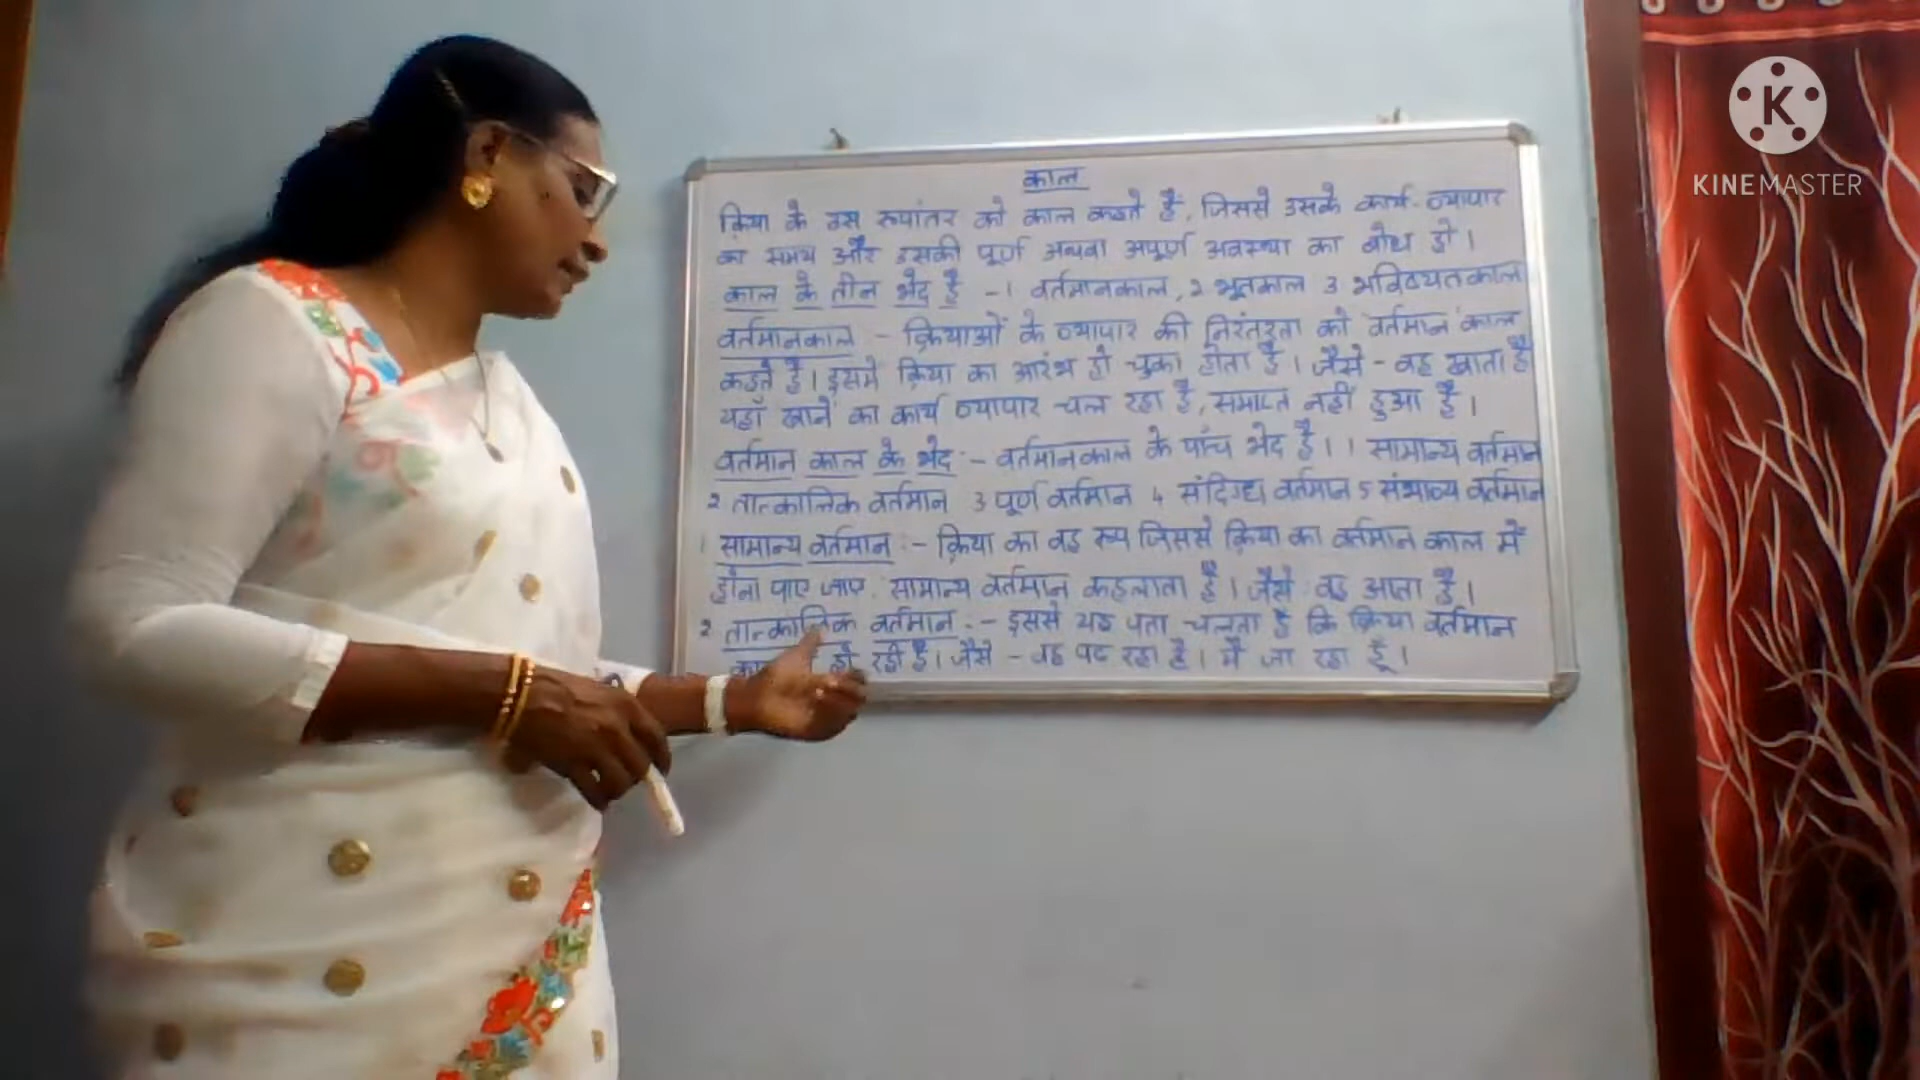 काल
क्रिया के उस रूपांतर को काल कहते हैं, जिससे उसके कार्य-व्यापार
का समय और उसकी पूर्ण अथवा अपूर्ण अवस्था का बोध हो।
काल के तीन भेद है -1 वर्तमानकाल, 2 भूतकाल 3 भविष्यतकाल
वर्तमानकाल - क्रियाओं के व्यापार की निरंतरता को वर्तमान काल
कहते है। इसमे क्रिया का आरंभ हो चुका होता है। जैसे - वह खाता है
यहाँ खाने का कार्य व्यापार चल रहा है, समाप्त नहीं हुआ है।
वर्तमान काल के भेद :- वर्तमानकाल के पाँच भेद है। 1 सामान्य वर्तमान
2 तात्कालिक वर्तमान 3 पूर्ण वर्तमान 4 संदिग्ध वर्तमान 5 संभाव्य वर्तमान
1 सामान्य वर्तमान :- क्रिया का वह रूप जिससे क्रिया का वर्तमान काल में
होना पाए जाए, सामान्य वर्तमान कहलाता है। जैसे वह आता है।
2 तात्कालिक वर्तमान :- इससे यह पता चलता है कि क्रिया वर्तमान
हो रही है। जैसे - वह पढ रहा है। मैं जा रहा हूँ।
K
KINEMASTER